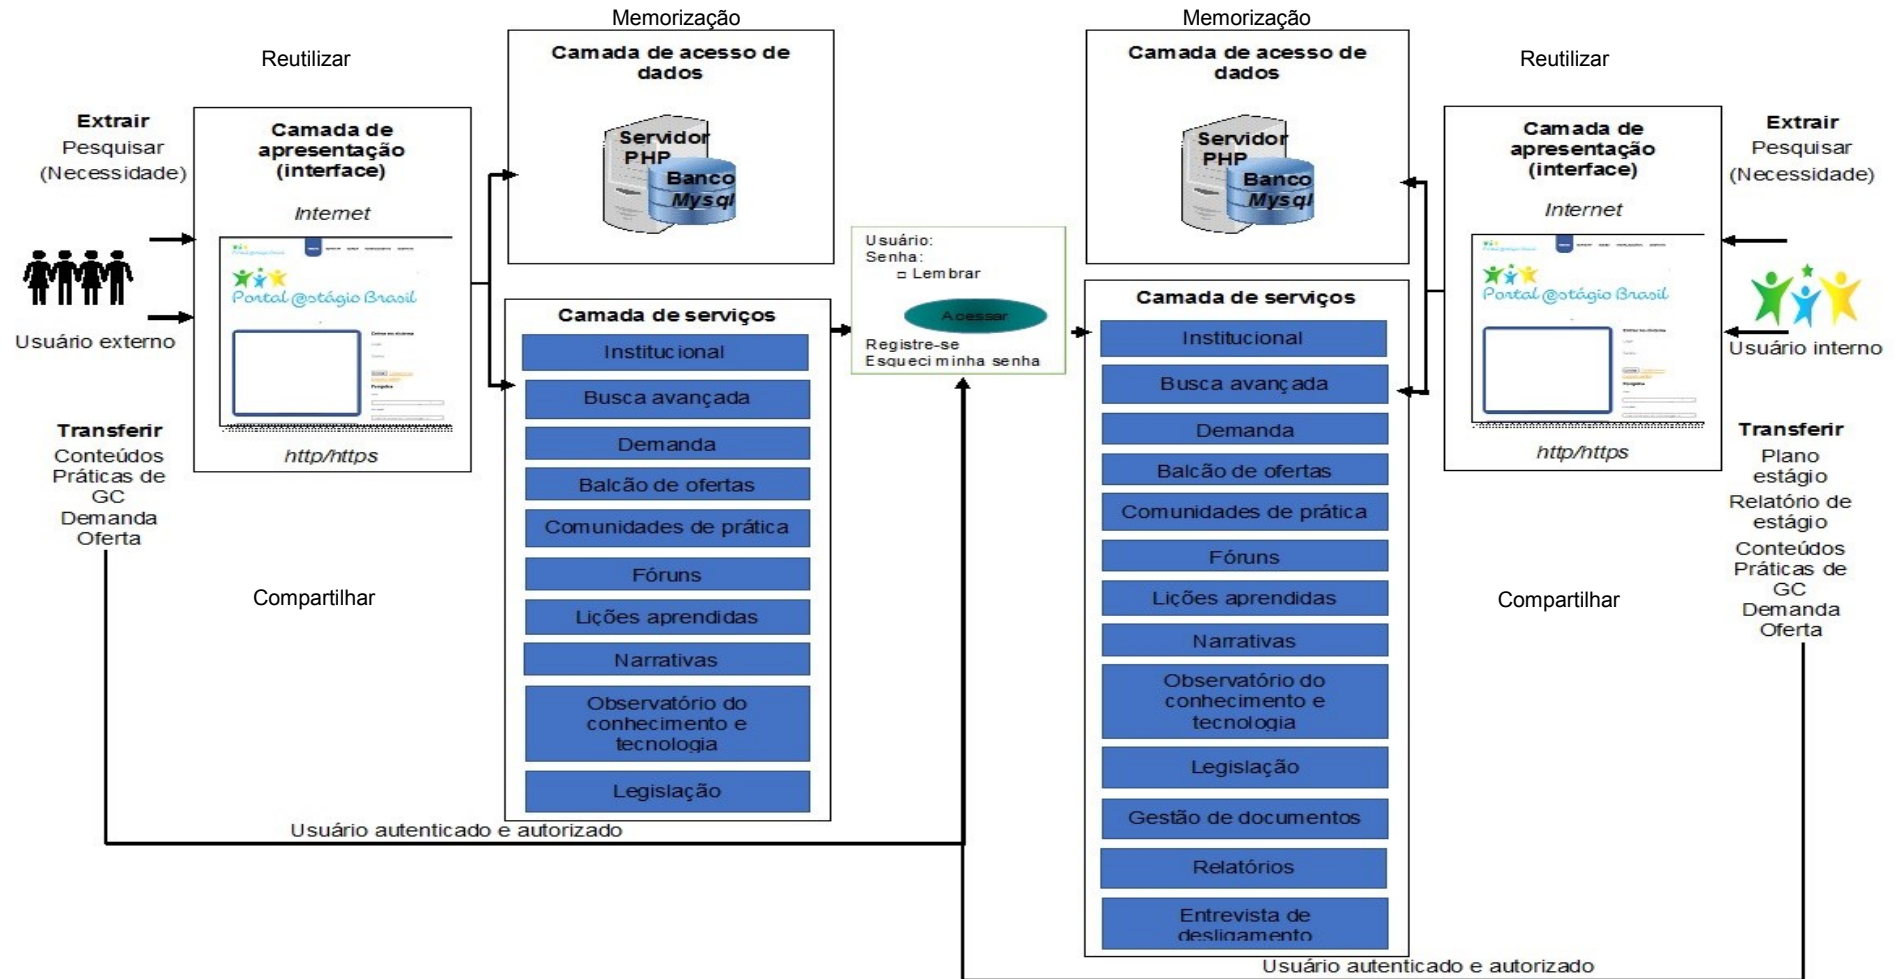 Memorização
Reutilizar
Camada de acesso de
dados
Servidor
PHP
Banco
Mysql
Extrair
Pesquisar
(Necessidade)
Camada de
apresentação
(interface)
Internet
Portal @stágio Brasil
http/https
Usuário externo
Transferir
Conteúdos
Práticas de
GC
Demanda
Oferta
Compartilhar
Camada de serviços
Institucional
Busca avançada
Demanda
Balcão de ofertas
Comunidades de prática
Fóruns
Lições aprendidas
Narrativas
Observatório do
conhecimento e
tecnologia
Legislação
Usuário autenticado e autorizado
Usuário:
Senha:
Lembrar
Acessar
Registre-se
Esqueci minha senha
Memorização
Camada de acesso de
dados
Servidor
PHP
Banco
Mysql
Camada de serviços
Institucional
Busca avançada
Demanda
Balcão de ofertas
Comunidades de prática
Fóruns
Lições aprendidas
Narrativas
Observatório do
conhecimento e
tecnologia
Legislação
Gestão de documentos
Relatórios
Entrevista de
desligamento
Reutilizar
Camada de
apresentação
(interface)
Internet
Portal @stágio Brasil
http/https
Extrair
Pesquisar
(Necessidade)
Usuário interno
Transferir
Plano
estágio
Relatório de
estágio
Conteúdos
Práticas de
GC
Demanda
Oferta
Compartilhar
Usuário autenticado e autorizado